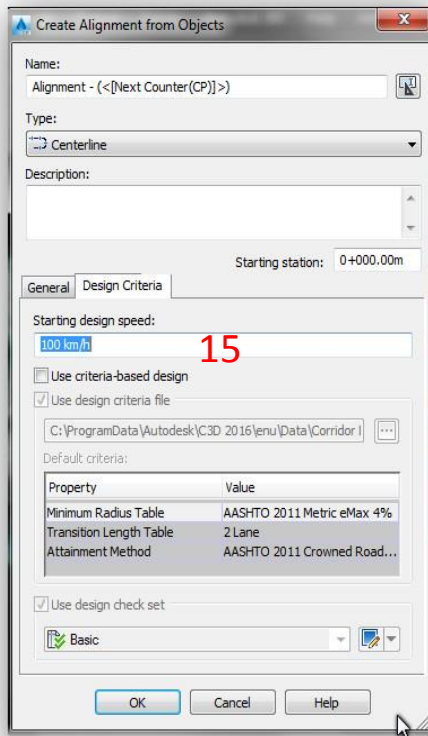 Create Alignment from Objects
Name:
Alignment - (<[Next Counter(CP)]>)
Type:
Centerline
Description:
Starting station: 0+000.00m
General Design Criteria
Starting design speed:
100 km/h 15
Use criteria-based design
Use design criteria file
C:\ProgramData\Autodesk\C3D 2016\enu\Data\Corridor
Default criteria:
Property Value
Minimum Radius Table AASHTO 2011 Metric eMax 4%
Transition Length Table 2 Lane
Attainment Method AASHTO 2011 Crowned Road...
Use design check set
Basic
OK Cancel Help